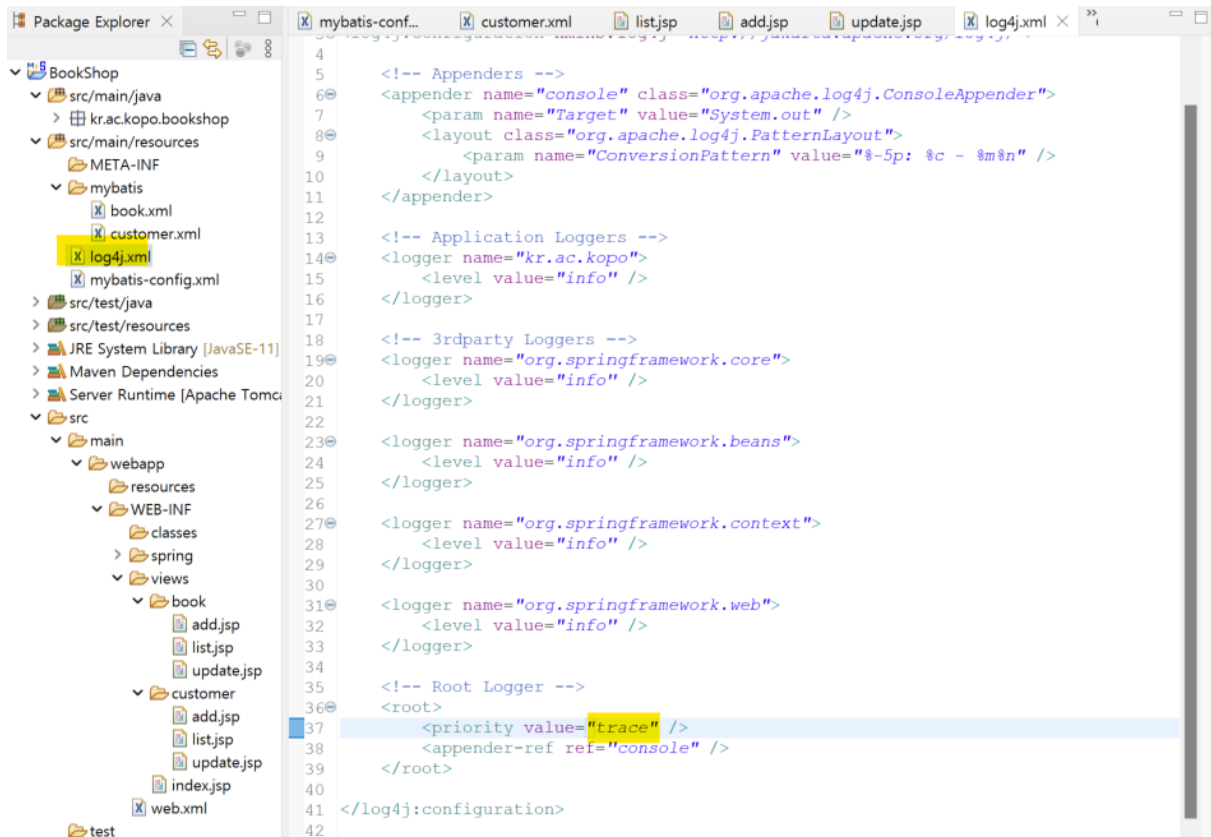 Package Explorer
BookShop
src/main/java
kr.ac.kopo.bookshop
src/main/resources
META-INF
mybatis
book.xml
customer.xml
log4j.xml
mybatis-config.xml
src/test/java
src/test/resources
JRE System Library [JavaSE-11]
Maven Dependencies
Server Runtime [Apache Tomc
src
main
webapp
resources
WEB-INF
classes
spring
views
book
add.jsp
list.jsp
update.jsp
customer
add.jsp
list.jsp
update.jsp
index.jsp
web.xml
test
mybatis-conf... customer.xml list.jsp add.jsp update.jsp log4j.xml
4
5 <!-- Appenders -->
6 <appender name="console" class="org.apache.log4j.ConsoleAppender">
7 <param name="Target" value="System.out" />
8 <layout class="org.apache.log4j.PatternLayout">
9 <param name="ConversionPattern" value="%-5p: %c - %m%n" />
10 </layout>
11 </appender>
12
13 <!-- Application Loggers -->
14 <logger name="kr.ac.kopo">
15 <level value="info" />
16 </logger>
17
18 <!-- 3rdparty Loggers -->
19 <logger name="org.springframework.core">
20 <level value="info" />
21 </logger>
22
23 <logger name="org.springframework.beans">
24 <level value="info" />
25 </logger>
26
27 <logger name="org.springframework.context">
28 <level value="info" />
29 </logger>
30
31 <logger name="org.springframework.web">
32 <level value="info" />
33 </logger>
34
35 <!-- Root Logger -->
36 <root>
37 <priority value="trace" />
38 <appender-ref ref="console" />
39 </root>
40
41 </log4j:configuration>
42